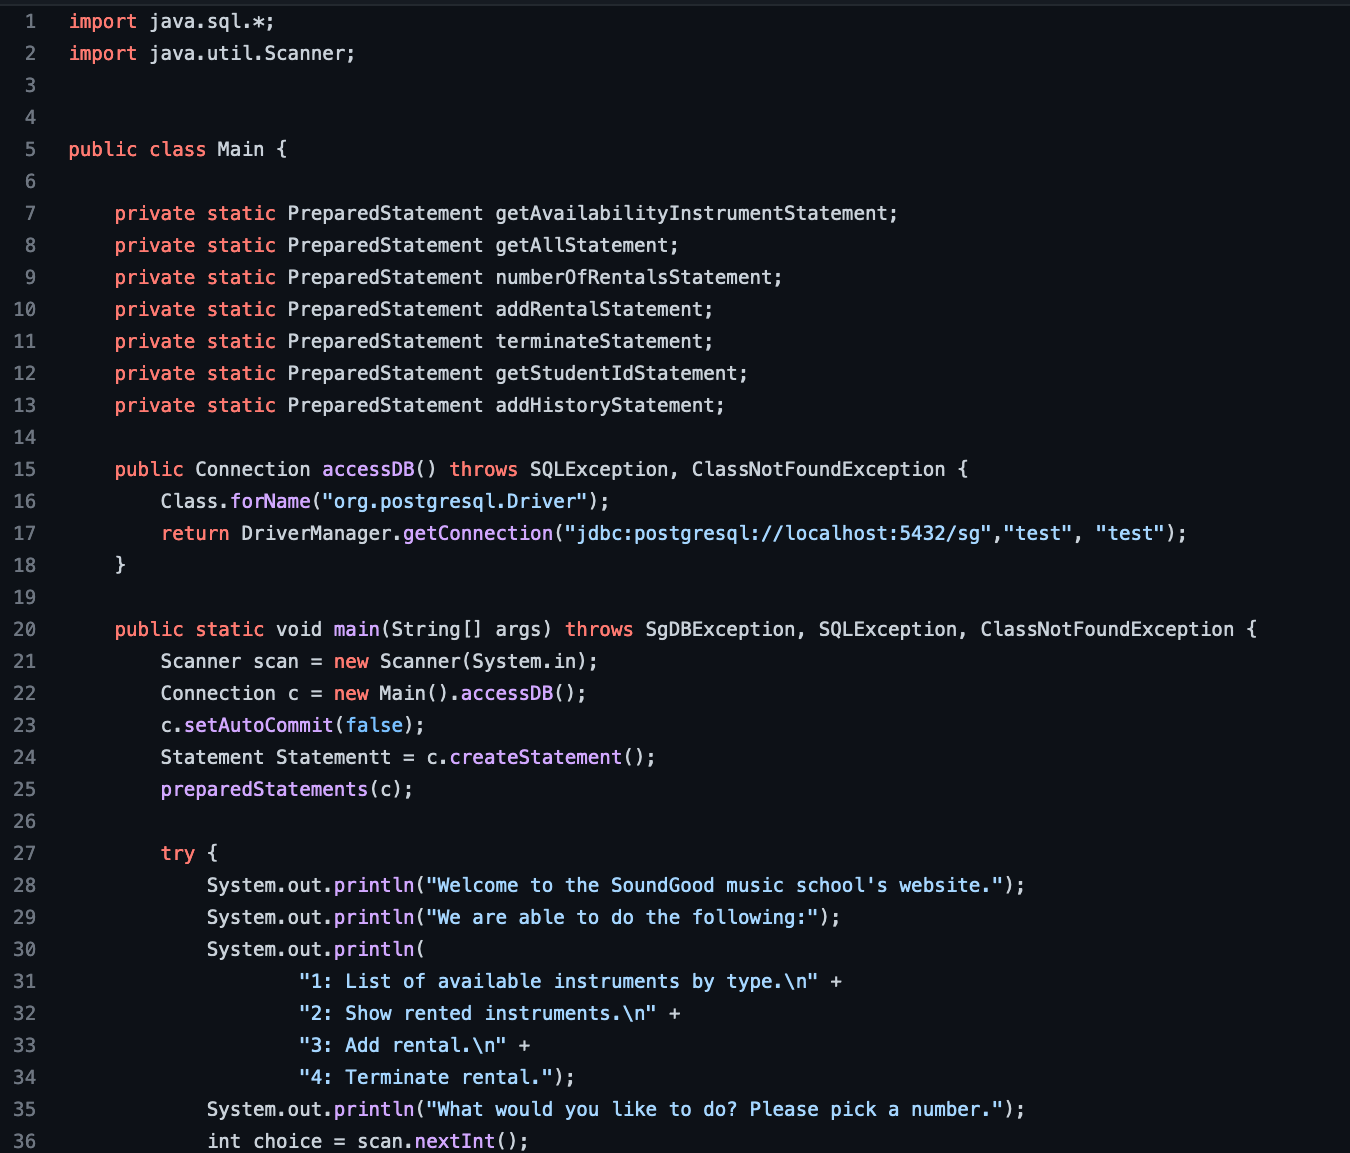 1 import java.sql.*;
2 import java.util.Scanner;
3
4
5 public class Main {
6
7     private static PreparedStatement getAvailabilityInstrumentStatement;
8     private static PreparedStatement getAllStatement;
9     private static PreparedStatement numberOfRentalsStatement;
10     private static PreparedStatement addRentalStatement;
11     private static PreparedStatement terminateStatement;
12     private static PreparedStatement getStudentIdStatement;
13     private static PreparedStatement addHistoryStatement;
14
15     public Connection accessDB() throws SQLException, ClassNotFoundException {
16         Class.forName("org.postgresql.Driver");
17         return DriverManager.getConnection("jdbc:postgresql://localhost:5432/sg","test", "test");
18     }
19
20     public static void main(String[] args) throws SgDBException, SQLException, ClassNotFoundException {
21         Scanner scan = new Scanner(System.in);
22         Connection c = new Main().accessDB();
23         c.setAutoCommit(false);
24         Statement Statementt = c.createStatement();
25         preparedStatements(c);
26
27         try {
28             System.out.println("Welcome to the SoundGood music school's website.");
29             System.out.println("We are able to do the following:");
30             System.out.println(
31                     "1: List of available instruments by type.\n" +
32                     "2: Show rented instruments.\n" +
33                     "3: Add rental.\n" +
34                     "4: Terminate rental.");
35             System.out.println("What would you like to do? Please pick a number.");
36             int choice = scan.nextInt();